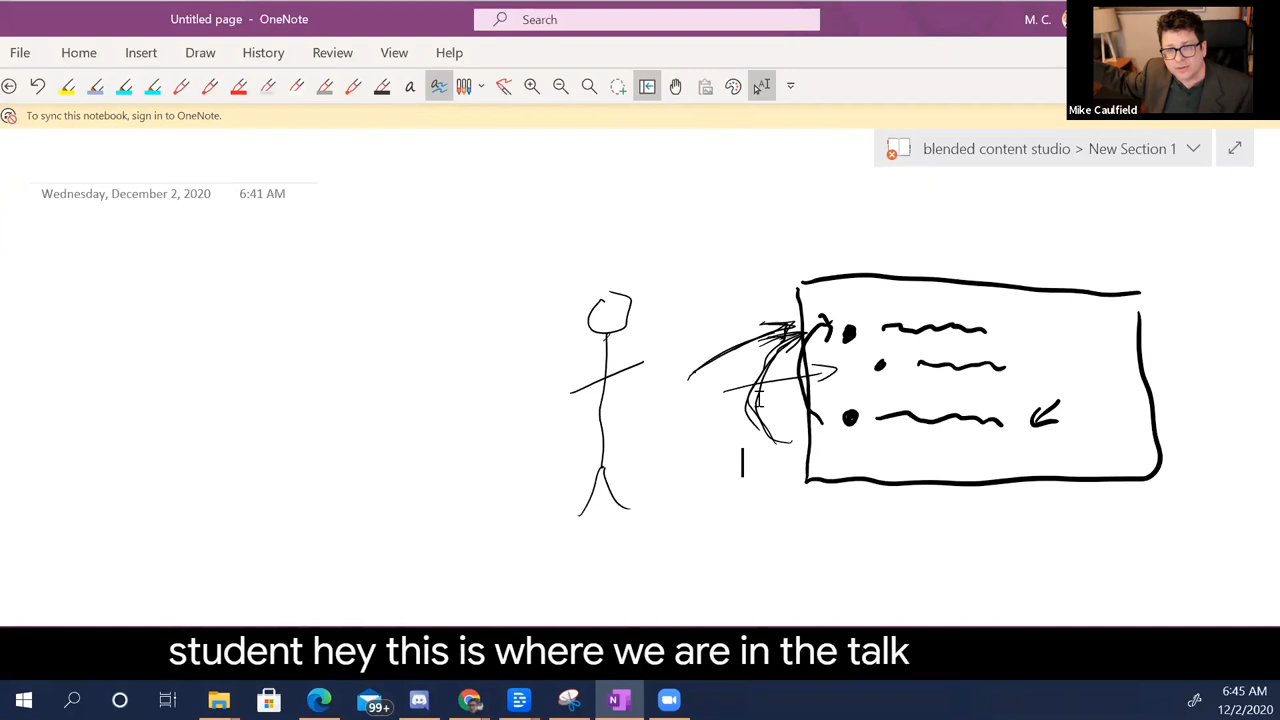 Untitled page - OneNote
Search
M. C.
File Home Insert Draw History Review View Help
a
Mike Caulfield
To sync this notebook, sign in to OneNote.
blended content studio > New Section 1
Wednesday, December 2, 2020 6:41 AM
student hey this is where we are in the talk
99+
N
6:45 AM
12/2/2020